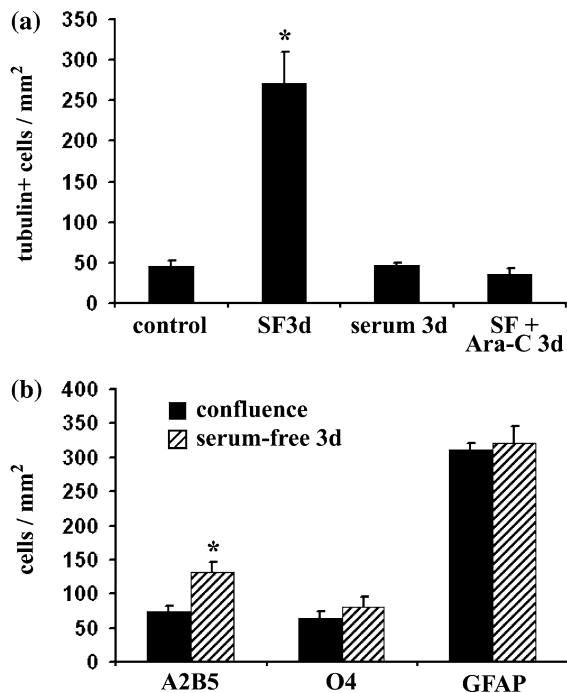 (a)
350
300
250
200
150
100
50
0
tubulin+ cells / mm²
*
control SF3d serum 3d SF +
Ara-C 3d
(b)
400
350
300
250
200
150
100
50
0
cells / mm²
confluence
serum-free 3d
*
A2B5 O4 GFAP